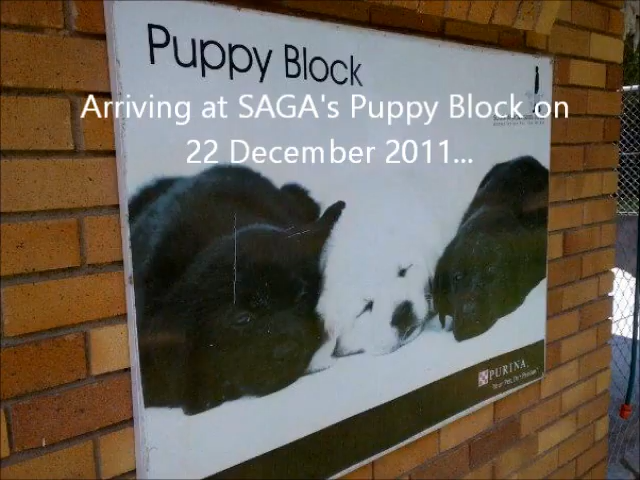 Puppy Block
Arriving at SAGA's Puppy Block on
22 December 2011...
PURINA